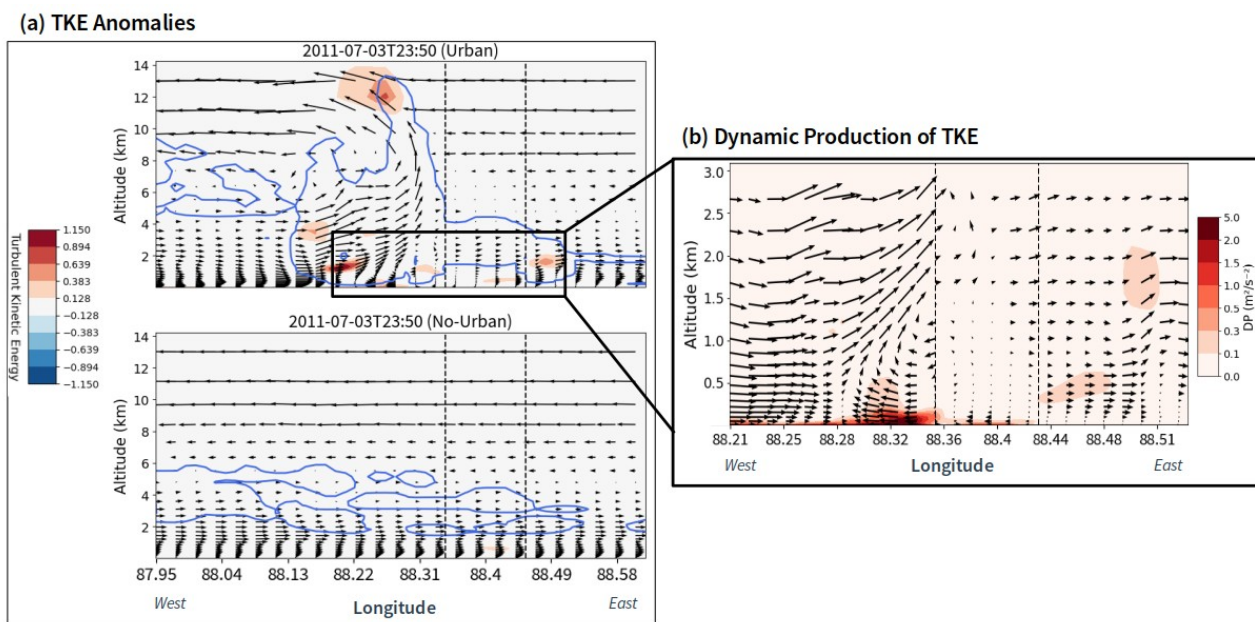 (a) TKE Anomalies
2011-07-03T23:50 (Urban)
14
12
10
8
6
4
2
Altitude (km)
Turbulent Kinetic Energy
1.150
0.894
0.639
0.383
0.128
−0.128
−0.383
−0.639
−0.894
−1.150
2011-07-03T23:50 (No-Urban)
14
12
10
8
6
4
2
Altitude (km)
87.95 88.04 88.13 88.22 88.31 88.4 88.49 88.58
West Longitude East
(b) Dynamic Production of TKE
3.0
2.5
2.0
1.5
1.0
0.5
Altitude (km)
88.21 88.25 88.28 88.32 88.36 88.4 88.44 88.48 88.51
West Longitude East
5.0
2.0
1.5
1.0
0.5
0.3
0.1
0.0
DP (m²/s⁻²)